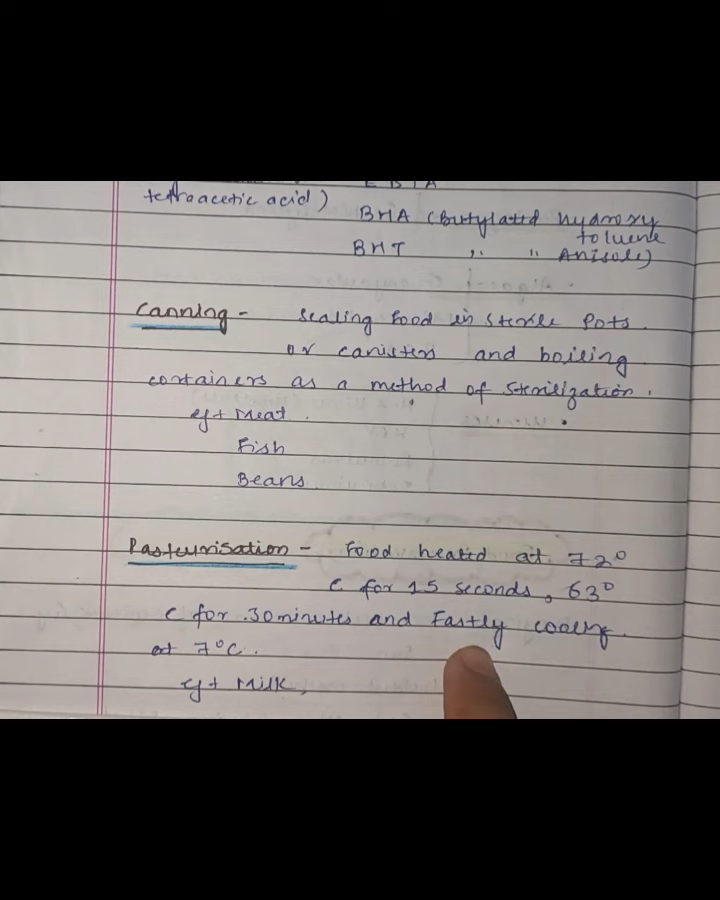 tetraacetic acid)
BHA (Butylated hydroxy
toluene
BHT ,, ,, Anisole)
Canning - Sealing food in sterile Pots
or canisters and boiling
containers as a method of sterilization.
eg+ Meat.
Fish
Beans
Pasteurisation - Food heated at 72°
C for 15 seconds, 63°
C for 30 minutes and Fastly cooling
at 7°C.
eg+ Milk,